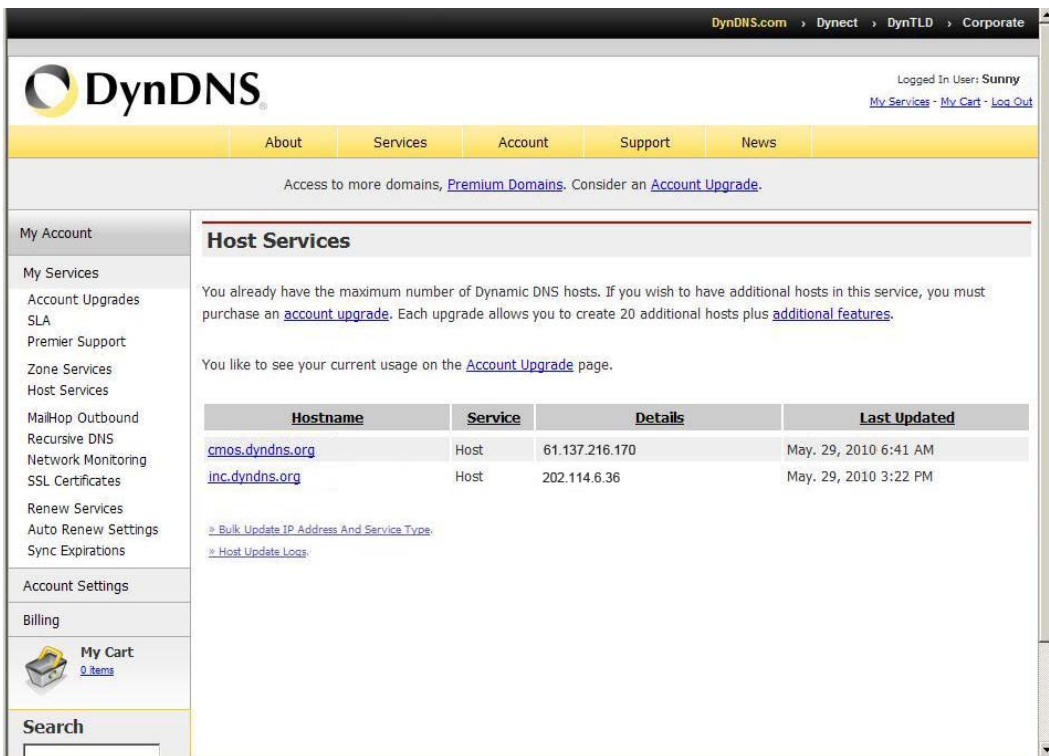 DynDNS.com › Dynect › DynTLD › Corporate
DynDNS
Logged In User: Sunny
My Services - My Cart - Log Out
About Services Account Support News
Access to more domains, Premium Domains. Consider an Account Upgrade.
My Account
My Services
Account Upgrades
SLA
Premier Support
Zone Services
Host Services
MailHop Outbound
Recursive DNS
Network Monitoring
SSL Certificates
Renew Services
Auto Renew Settings
Sync Expirations
Account Settings
Billing
My Cart
0 items
Search
Host Services
You already have the maximum number of Dynamic DNS hosts. If you wish to have additional hosts in this service, you must
purchase an account upgrade. Each upgrade allows you to create 20 additional hosts plus additional features.
You like to see your current usage on the Account Upgrade page.
Hostname Service Details Last Updated
cmos.dyndns.org Host 61.137.216.170 May. 29, 2010 6:41 AM
inc.dyndns.org Host 202.114.6.36 May. 29, 2010 3:22 PM
» Bulk Update IP Address And Service Type.
» Host Update Logs.